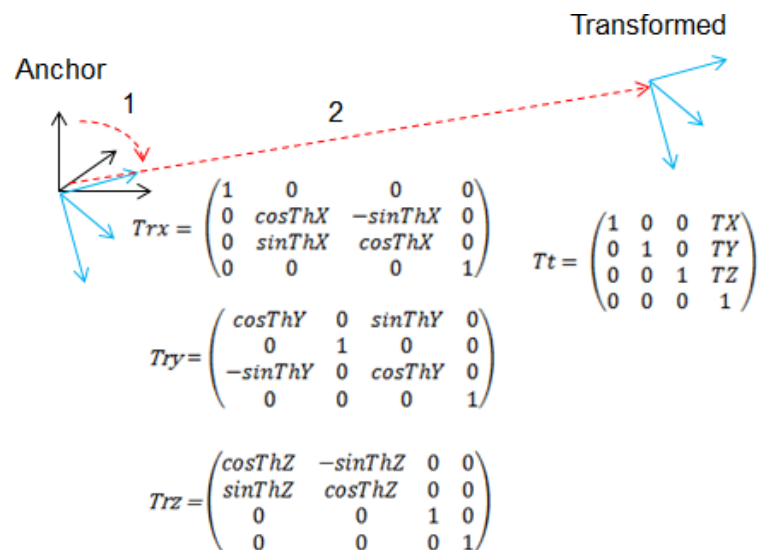 Transformed
Anchor
1
2
1 0 0 0
0 cosThX −sinThX 0
Trx =
0 sinThX cosThX 0
0 0 0 1
1 0 0 TX
0 1 0 TY
Tt =
0 0 1 TZ
0 0 0 1
cosThY 0 sinThY 0
0 1 0 0
Try=
−sinThY 0 cosThY 0
0 0 0 1
cosThZ −sinThZ 0 0
sinThZ cosThZ 0 0
Trz =
0 0 1 0
0 0 0 1